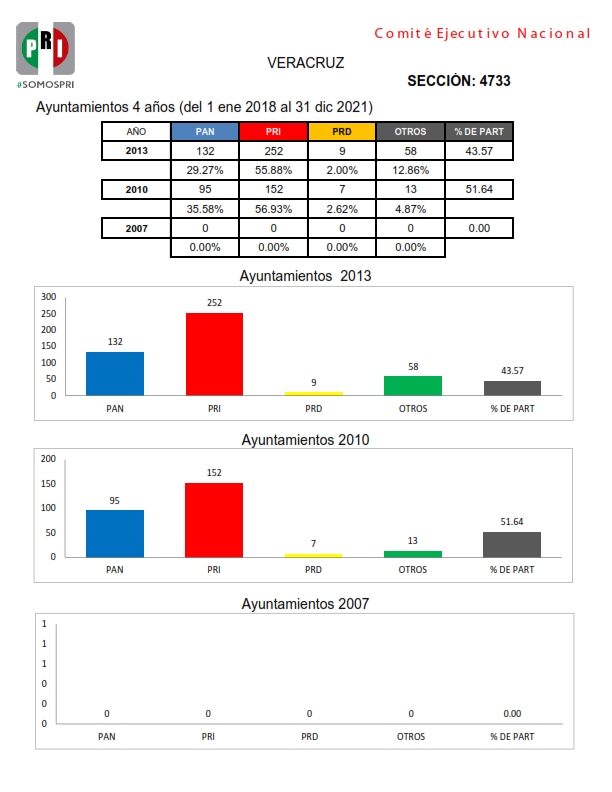 Comité Ejecutivo Nacional
PRI
#SOMOSPRI
VERACRUZ
SECCIÓN: 4733
Ayuntamientos 4 años (del 1 ene 2018 al 31 dic 2021)
AÑO PAN PRI PRD OTROS % DE PART
2013 132 252 9 58 43.57
29.27% 55.88% 2.00% 12.86%
2010 95 152 7 13 51.64
35.58% 56.93% 2.62% 4.87%
2007 0 0 0 0 0.00
0.00% 0.00% 0.00% 0.00%
Ayuntamientos 2013
300
250
200
150
100
50
0
132 252 9 58 43.57
PAN PRI PRD OTROS % DE PART
Ayuntamientos 2010
200
150
100
50
0
95 152 7 13 51.64
PAN PRI PRD OTROS % DE PART
Ayuntamientos 2007
1
1
1
0
0
0
0 0 0 0 0.00
PAN PRI PRD OTROS % DE PART